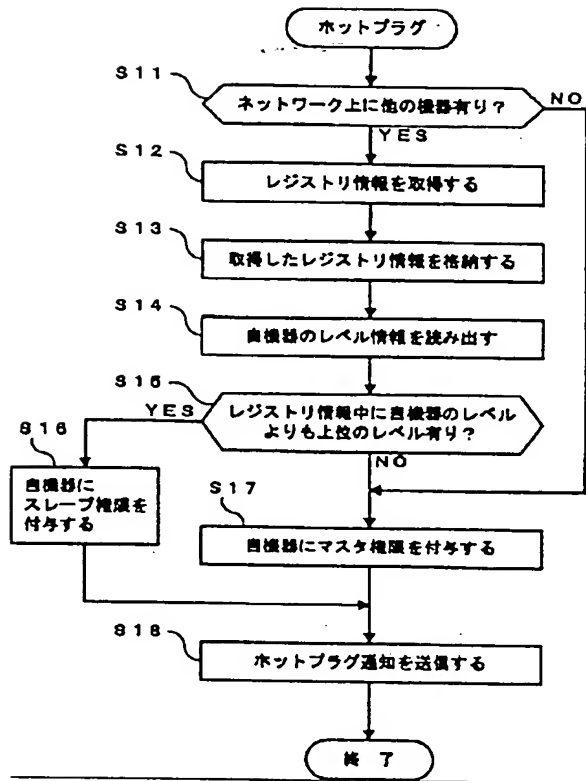 ホットプラグ
S11
ネットワーク上に他の機器有り?
NO
YES
S12
レジストリ情報を取得する
S13
取得したレジストリ情報を格納する
S14
自機器のレベル情報を読み出す
S15
レジストリ情報中に自機器のレベル
よりも上位のレベル有り?
YES
NO
S16
自機器に
スレーブ権限を
付与する
S17
自機器にマスタ権限を付与する
S18
ホットプラグ通知を送信する
終了